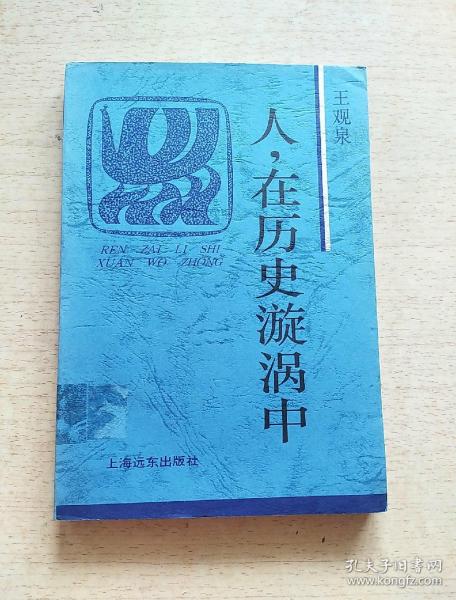 王观泉
人，在历史漩涡中
REN ZAI LI SHI
XUAN WO ZHONG
上海远东出版社
孔夫子旧书网
www.kongfz.com